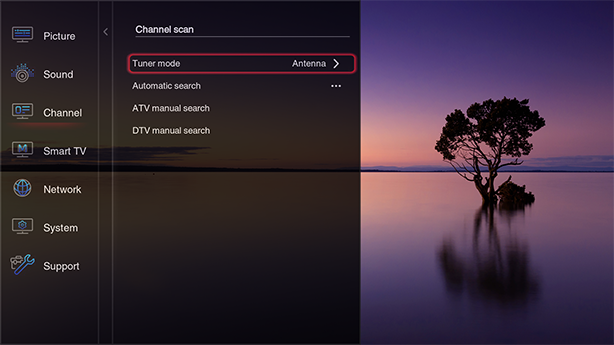 Picture
Sound
Channel
Smart TV
Network
System
Support
Channel scan
Tuner mode Antenna
Automatic search ...
ATV manual search
DTV manual search